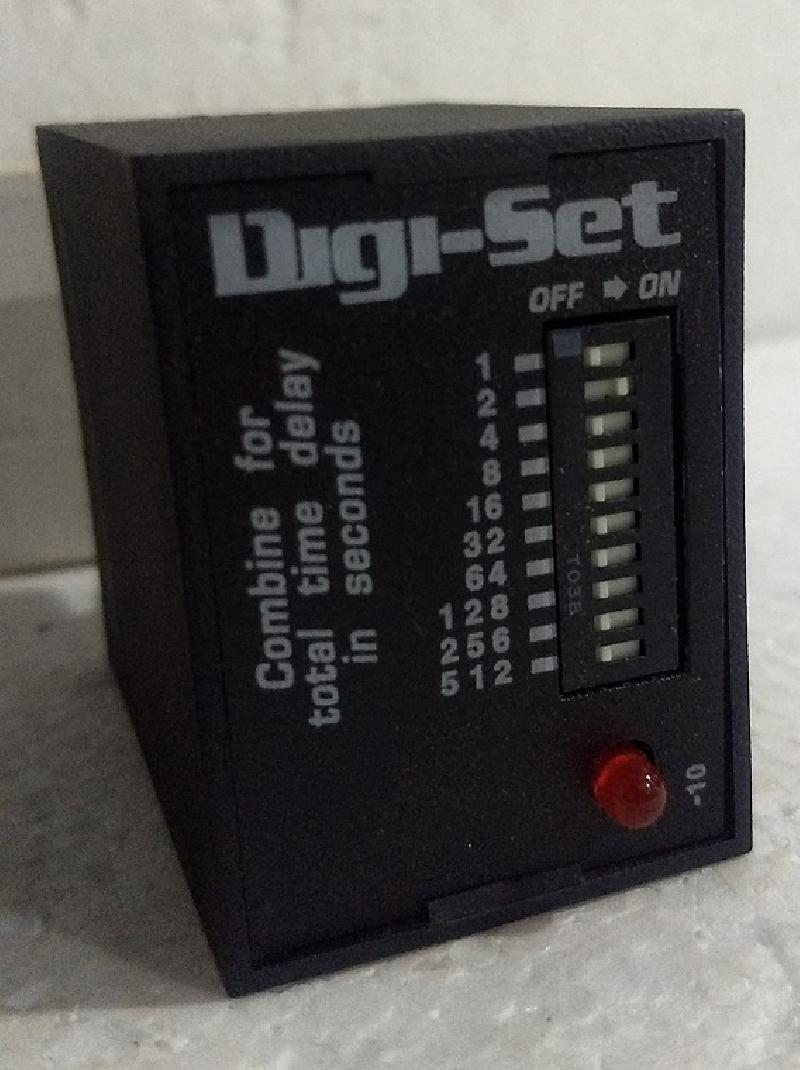 Digi-Set
OFF ➡ ON
Combine for
total time delay
in seconds
1
2
4
8
16
32
64
128
256
512
T03B
-10